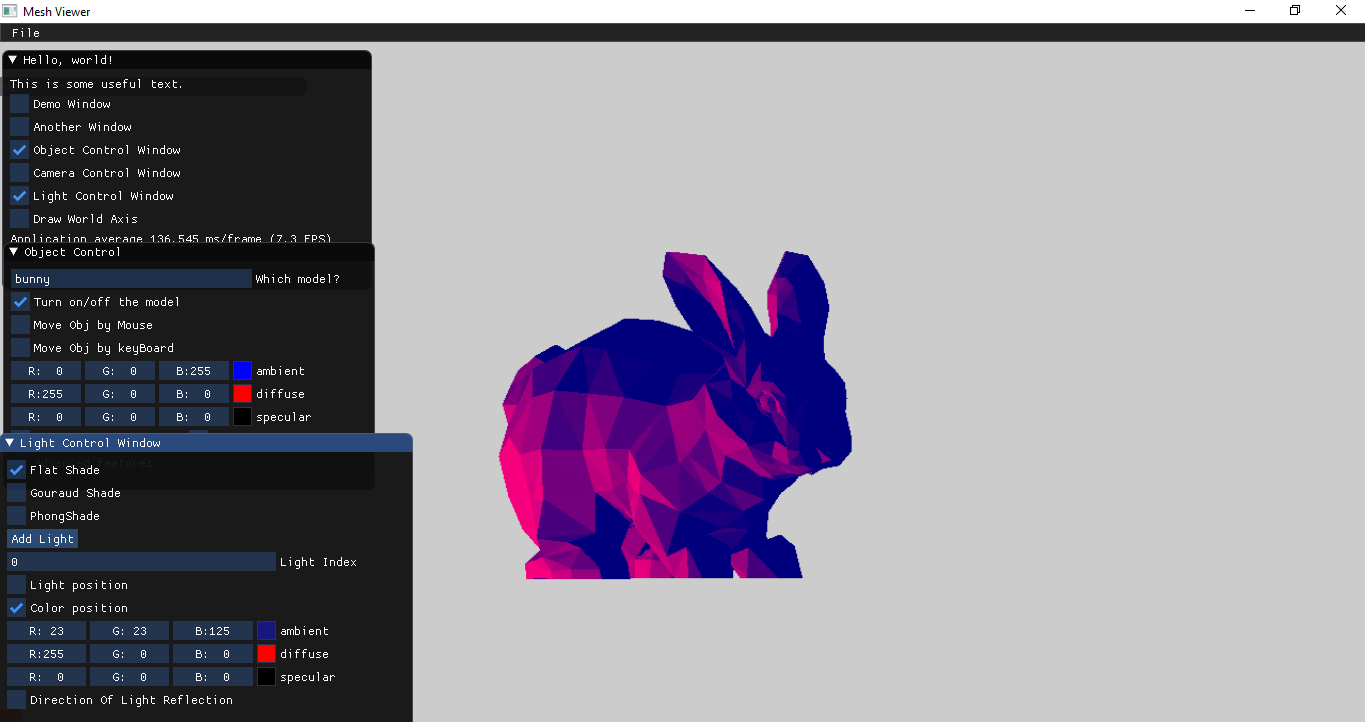 Mesh Viewer
File
Hello, world!
This is some useful text.
Demo Window
Another Window
Object Control Window
Camera Control Window
Light Control Window
Draw World Axis
Application average 136.545 ms/frame (7.3 FPS)
Object Control
bunny Which model?
Turn on/off the model
Move Obj by Mouse
Move Obj by keyBoard
R: 0 G: 0 B:255 ambient
R:255 G: 0 B: 0 diffuse
R: 0 G: 0 B: 0 specular
Light Control Window
Advanced features
Flat Shade
Gouraud Shade
PhongShade
Add Light
0 Light Index
Light position
Color position
R: 23 G: 23 B:125 ambient
R:255 G: 0 B: 0 diffuse
R: 0 G: 0 B: 0 specular
Direction Of Light Reflection